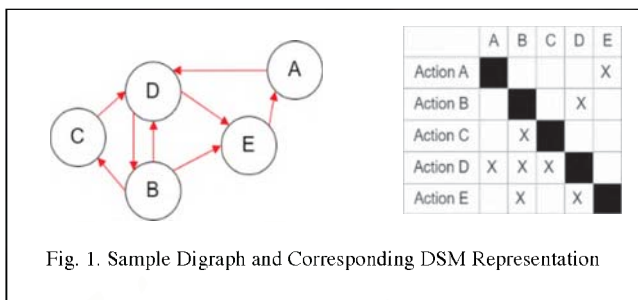 A
D
C
E
B
A B C D E
Action A X
Action B X
Action C X
Action D X X X
Action E X X
Fig. 1. Sample Digraph and Corresponding DSM Representation